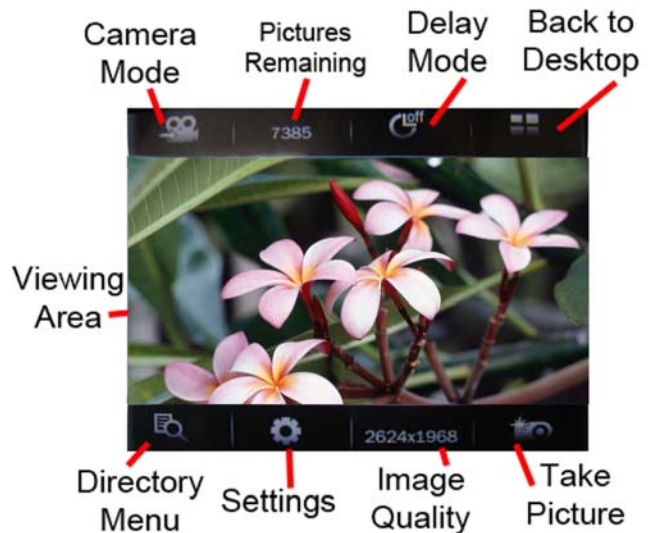 Camera
Mode
Pictures
Remaining
Delay
Mode
Back to
Desktop
7385
off
Viewing
Area
2624x1968
Directory
Menu
Settings
Image
Quality
Take
Picture